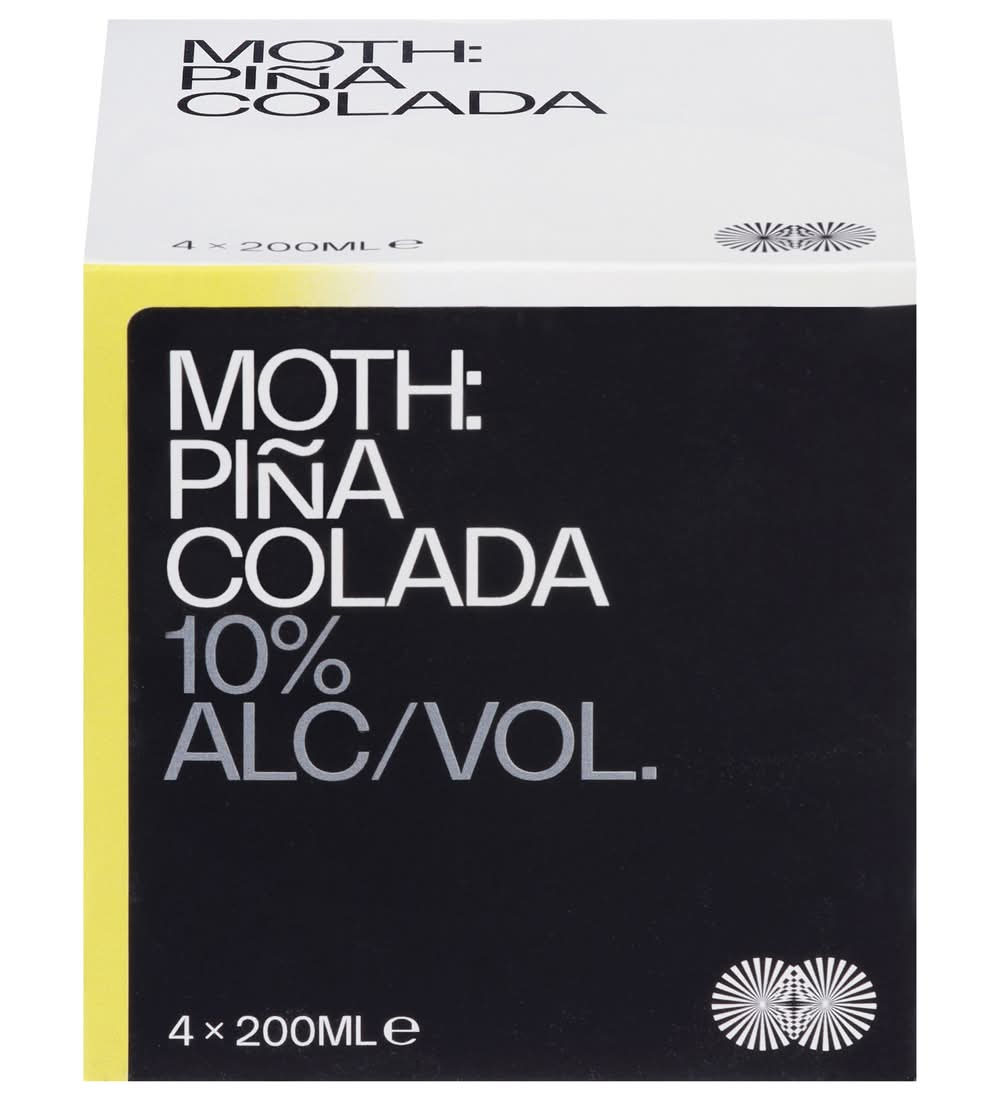 MOTH:
PIÑA
COLADA
4 × 200ML ℮
MOTH:
PIÑA
COLADA
10%
ALC/VOL.
4 × 200ML ℮